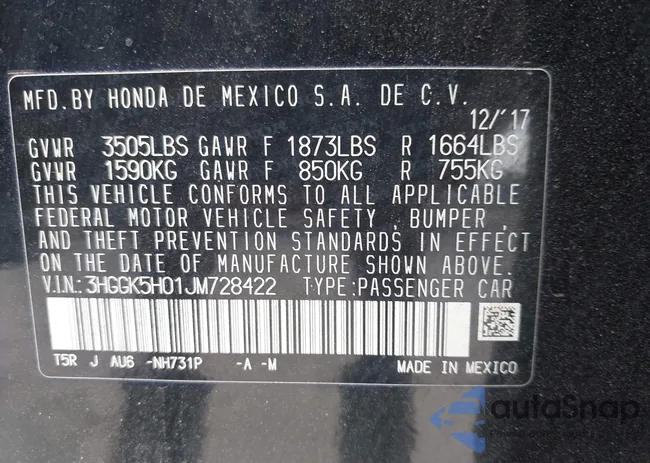 MFD.BY HONDA DE MEXICO S.A. DE C.V.
12/'17
GVWR 3505LBS GAWR F 1873LBS R 1664LBS
GVWR 1590KG GAWR F 850KG R 755KG
THIS VEHICLE CONFORMS TO ALL APPLICABLE
FEDERAL MOTOR VEHICLE SAFETY , BUMPER ,
AND THEFT PREVENTION STANDARDS IN EFFECT
ON THE DATE OF MANUFACTURE SHOWN ABOVE.
V.I.N.:3HGGK5H01JM728422 TYPE:PASSENGER CAR
T5R J AU6 -NH731P -A -M MADE IN MEXICO
autoSnap